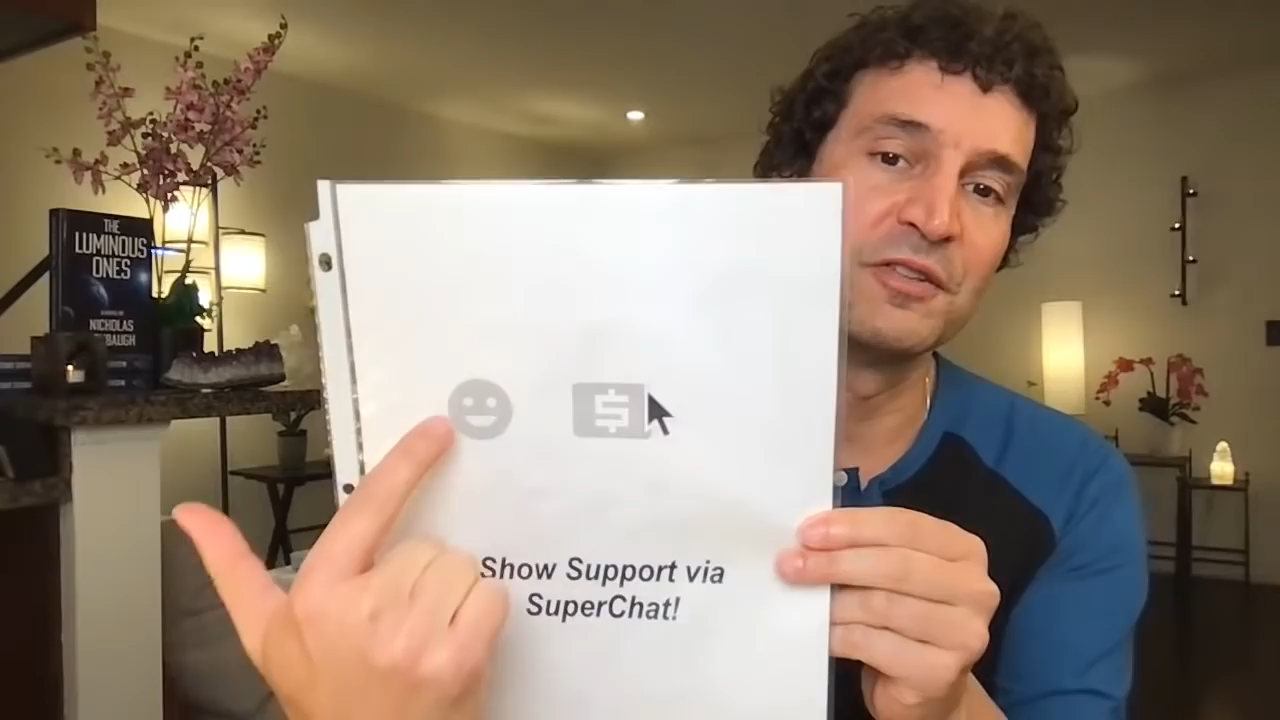 THE
LUMINOUS
ONES
NICHOLAS
$
Show Support via
SuperChat!